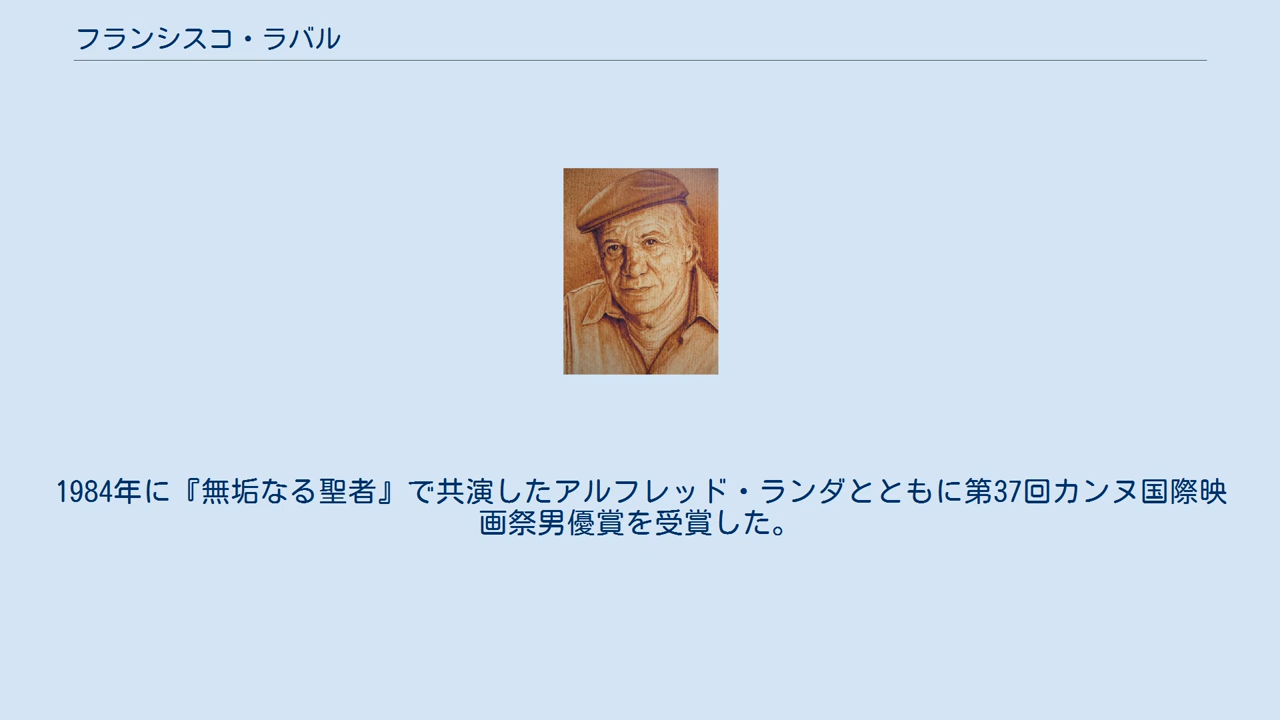 フランシスコ・ラバル
1984年に『無垢なる聖者』で共演したアルフレッド・ランダとともに第37回カンヌ国際映
画祭男優賞を受賞した。